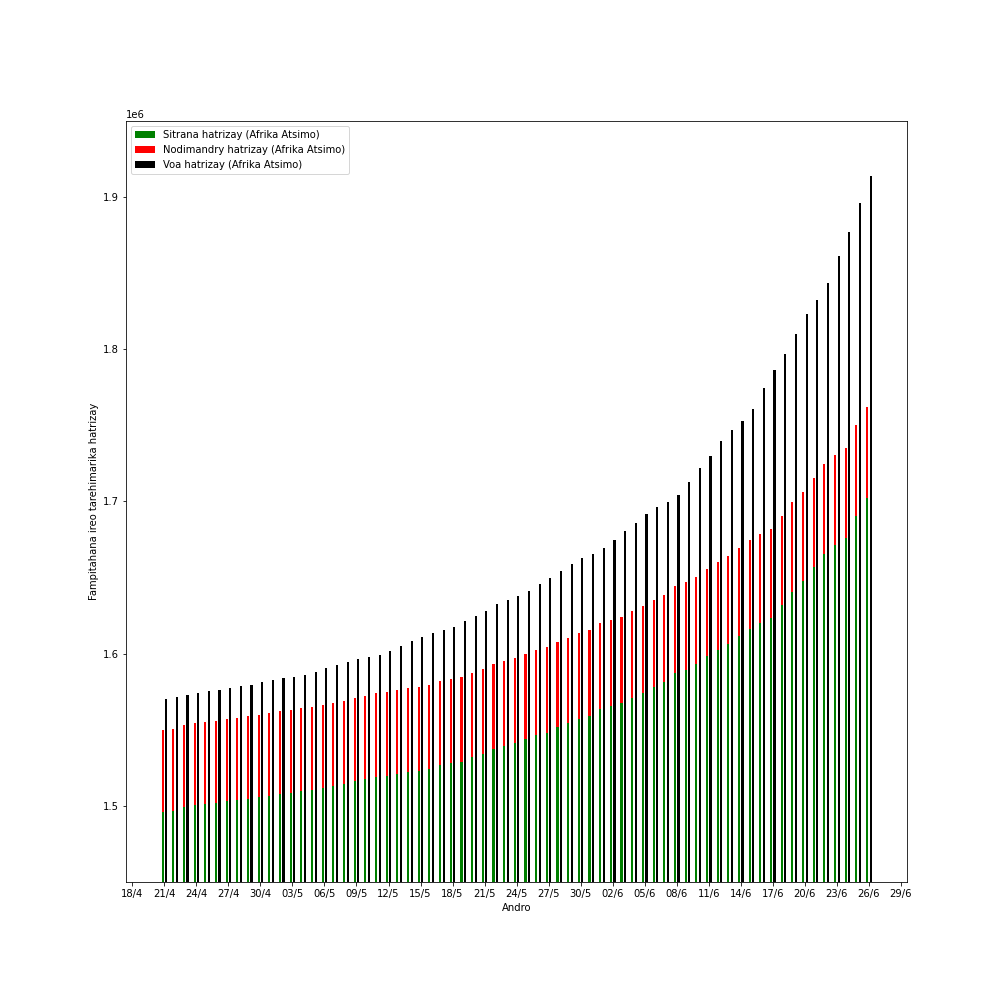 1e6
Sitrana hatrizay (Afrika Atsimo)
Nodimandry hatrizay (Afrika Atsimo)
Voa hatrizay (Afrika Atsimo)
1.9
1.8
1.7
1.6
1.5
Fampitahana ireo tarehimarika hatrizay
18/4 21/4 24/4 27/4 30/4 03/5 06/5 09/5 12/5 15/5 18/5 21/5 24/5 27/5 30/5 02/6 05/6 08/6 11/6 14/6 17/6 20/6 23/6 26/6 29/6
Andro